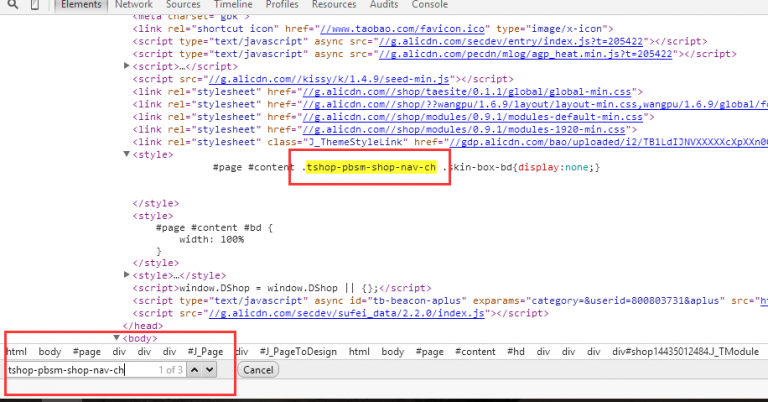 Elements Network Sources Timeline Profiles Resources Audits Console
<meta charset="gbk">
<link rel="shortcut icon" href="//www.taobao.com/favicon.ico" type="image/x-icon">
<script type="text/javascript" async src="//g.alicdn.com/secdev/entry/index.js?t=205422"></script>
<script type="text/javascript" async src="//g.alicdn.com/pecdn/mlog/agp_heat.min.js?t=205422"></script>
<script>…</script>
<script src="//g.alicdn.com//kissy/k/1.4.9/seed-min.js"></script>
<link rel="stylesheet" href="//g.alicdn.com/shop/taesite/0.1.1/global/global-min.css">
<link rel="stylesheet" href="//g.alicdn.com/shop/??wangpu/1.6.9/layout/layout-min.css,wangpu/1.6.9/global/
<link rel="stylesheet" href="//g.alicdn.com/shop/modules/0.9.1/modules-default-min.css">
<link rel="stylesheet" href="//g.alicdn.com/shop/modules/0.9.1/modules-1920-min.css">
<link rel="stylesheet" class="J_ThemeStyleLink" href="//gdp.alicdn.com/bao/uploaded/i2/TB1LdIJNVXXXXXcXpXXn0
<style>
#page #content .tshop-pbsm-shop-nav-ch .skin-box-bd{display:none;}
</style>
<style>
#page #content #bd {
width: 100%
}
</style>
<style>…</style>
<script>window.DShop = window.DShop || {};</script>
<script type="text/javascript" async id="tb-beacon-aplus" exparams="category=&userid=800803731&aplus" src="
<script src="//g.alicdn.com/secdev/sufei_data/2.2.0/index.js"></script>
</head>
<body>
html body #page div div div #J_Page div #J_PageToDesign html body #page #content #hd div div div div#shop14435012484.J_TModule
tshop-pbsm-shop-nav-ch 1 of 3 Cancel